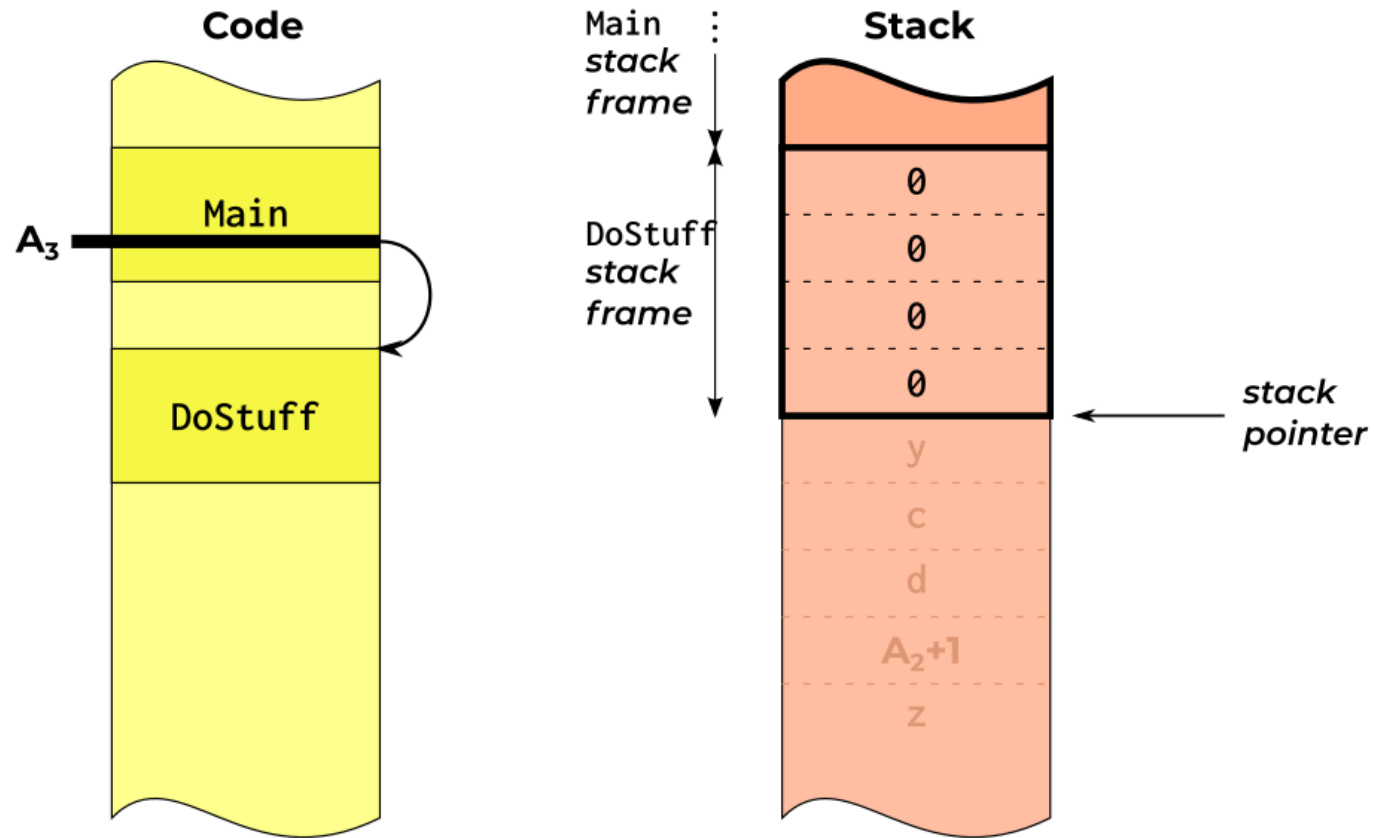 Code
Main
A₃
DoStuff
Main ⋮
stack
frame
DoStuff
stack
frame
Stack
0
0
0
0
y
c
d
A₂+1
z
stack
pointer